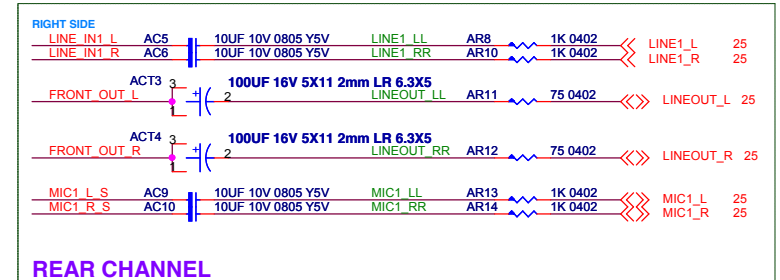 RIGHT SIDE
LINE_IN1_L AC5 10UF 10V 0805 Y5V LINE1_LL AR8 1K 0402 LINE1_L 25
LINE_IN1_R AC6 10UF 10V 0805 Y5V LINE1_RR AR10 1K 0402 LINE1_R 25
ACT3 3 100UF 16V 5X11 2mm LR 6.3X5
FRONT_OUT_L 1 + 2 LINEOUT_LL AR11 75 0402 LINEOUT_L 25
ACT4 3 100UF 16V 5X11 2mm LR 6.3X5
FRONT_OUT_R 1 + 2 LINEOUT_RR AR12 75 0402 LINEOUT_R 25
MIC1_L_S AC9 10UF 10V 0805 Y5V MIC1_LL AR13 1K 0402 MIC1_L 25
MIC1_R_S AC10 10UF 10V 0805 Y5V MIC1_RR AR14 1K 0402 MIC1_R 25
REAR CHANNEL